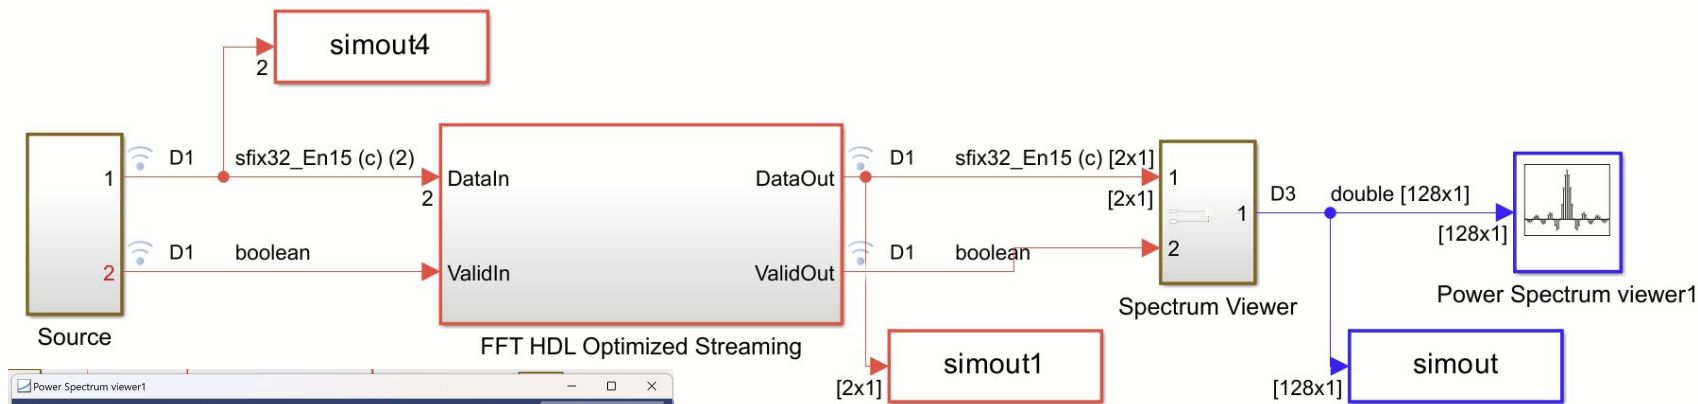 simout4
2
1
D1
sfix32_En15 (c) (2)
DataIn
2
DataOut
D1
sfix32_En15 (c) [2x1]
[2x1]
1
1
D3
double [128x1]
[128x1]
2
D1
boolean
ValidIn
ValidOut
D1
boolean
2
Source
FFT HDL Optimized Streaming
Spectrum Viewer
Power Spectrum viewer1
simout1
[2x1]
simout
[128x1]
Power Spectrum viewer1